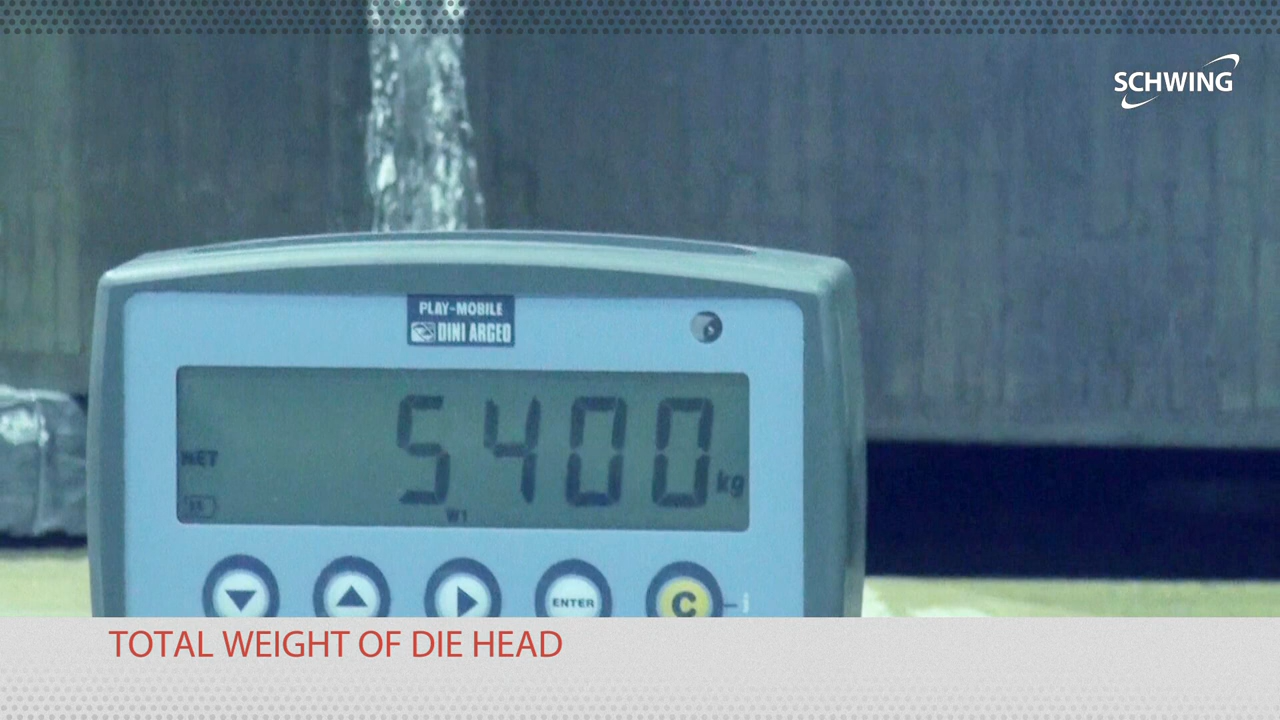 SCHWING
PLAY-MOBILE
DINI ARGEO
5400 kg
NET
W1
ENTER
C
TOTAL WEIGHT OF DIE HEAD